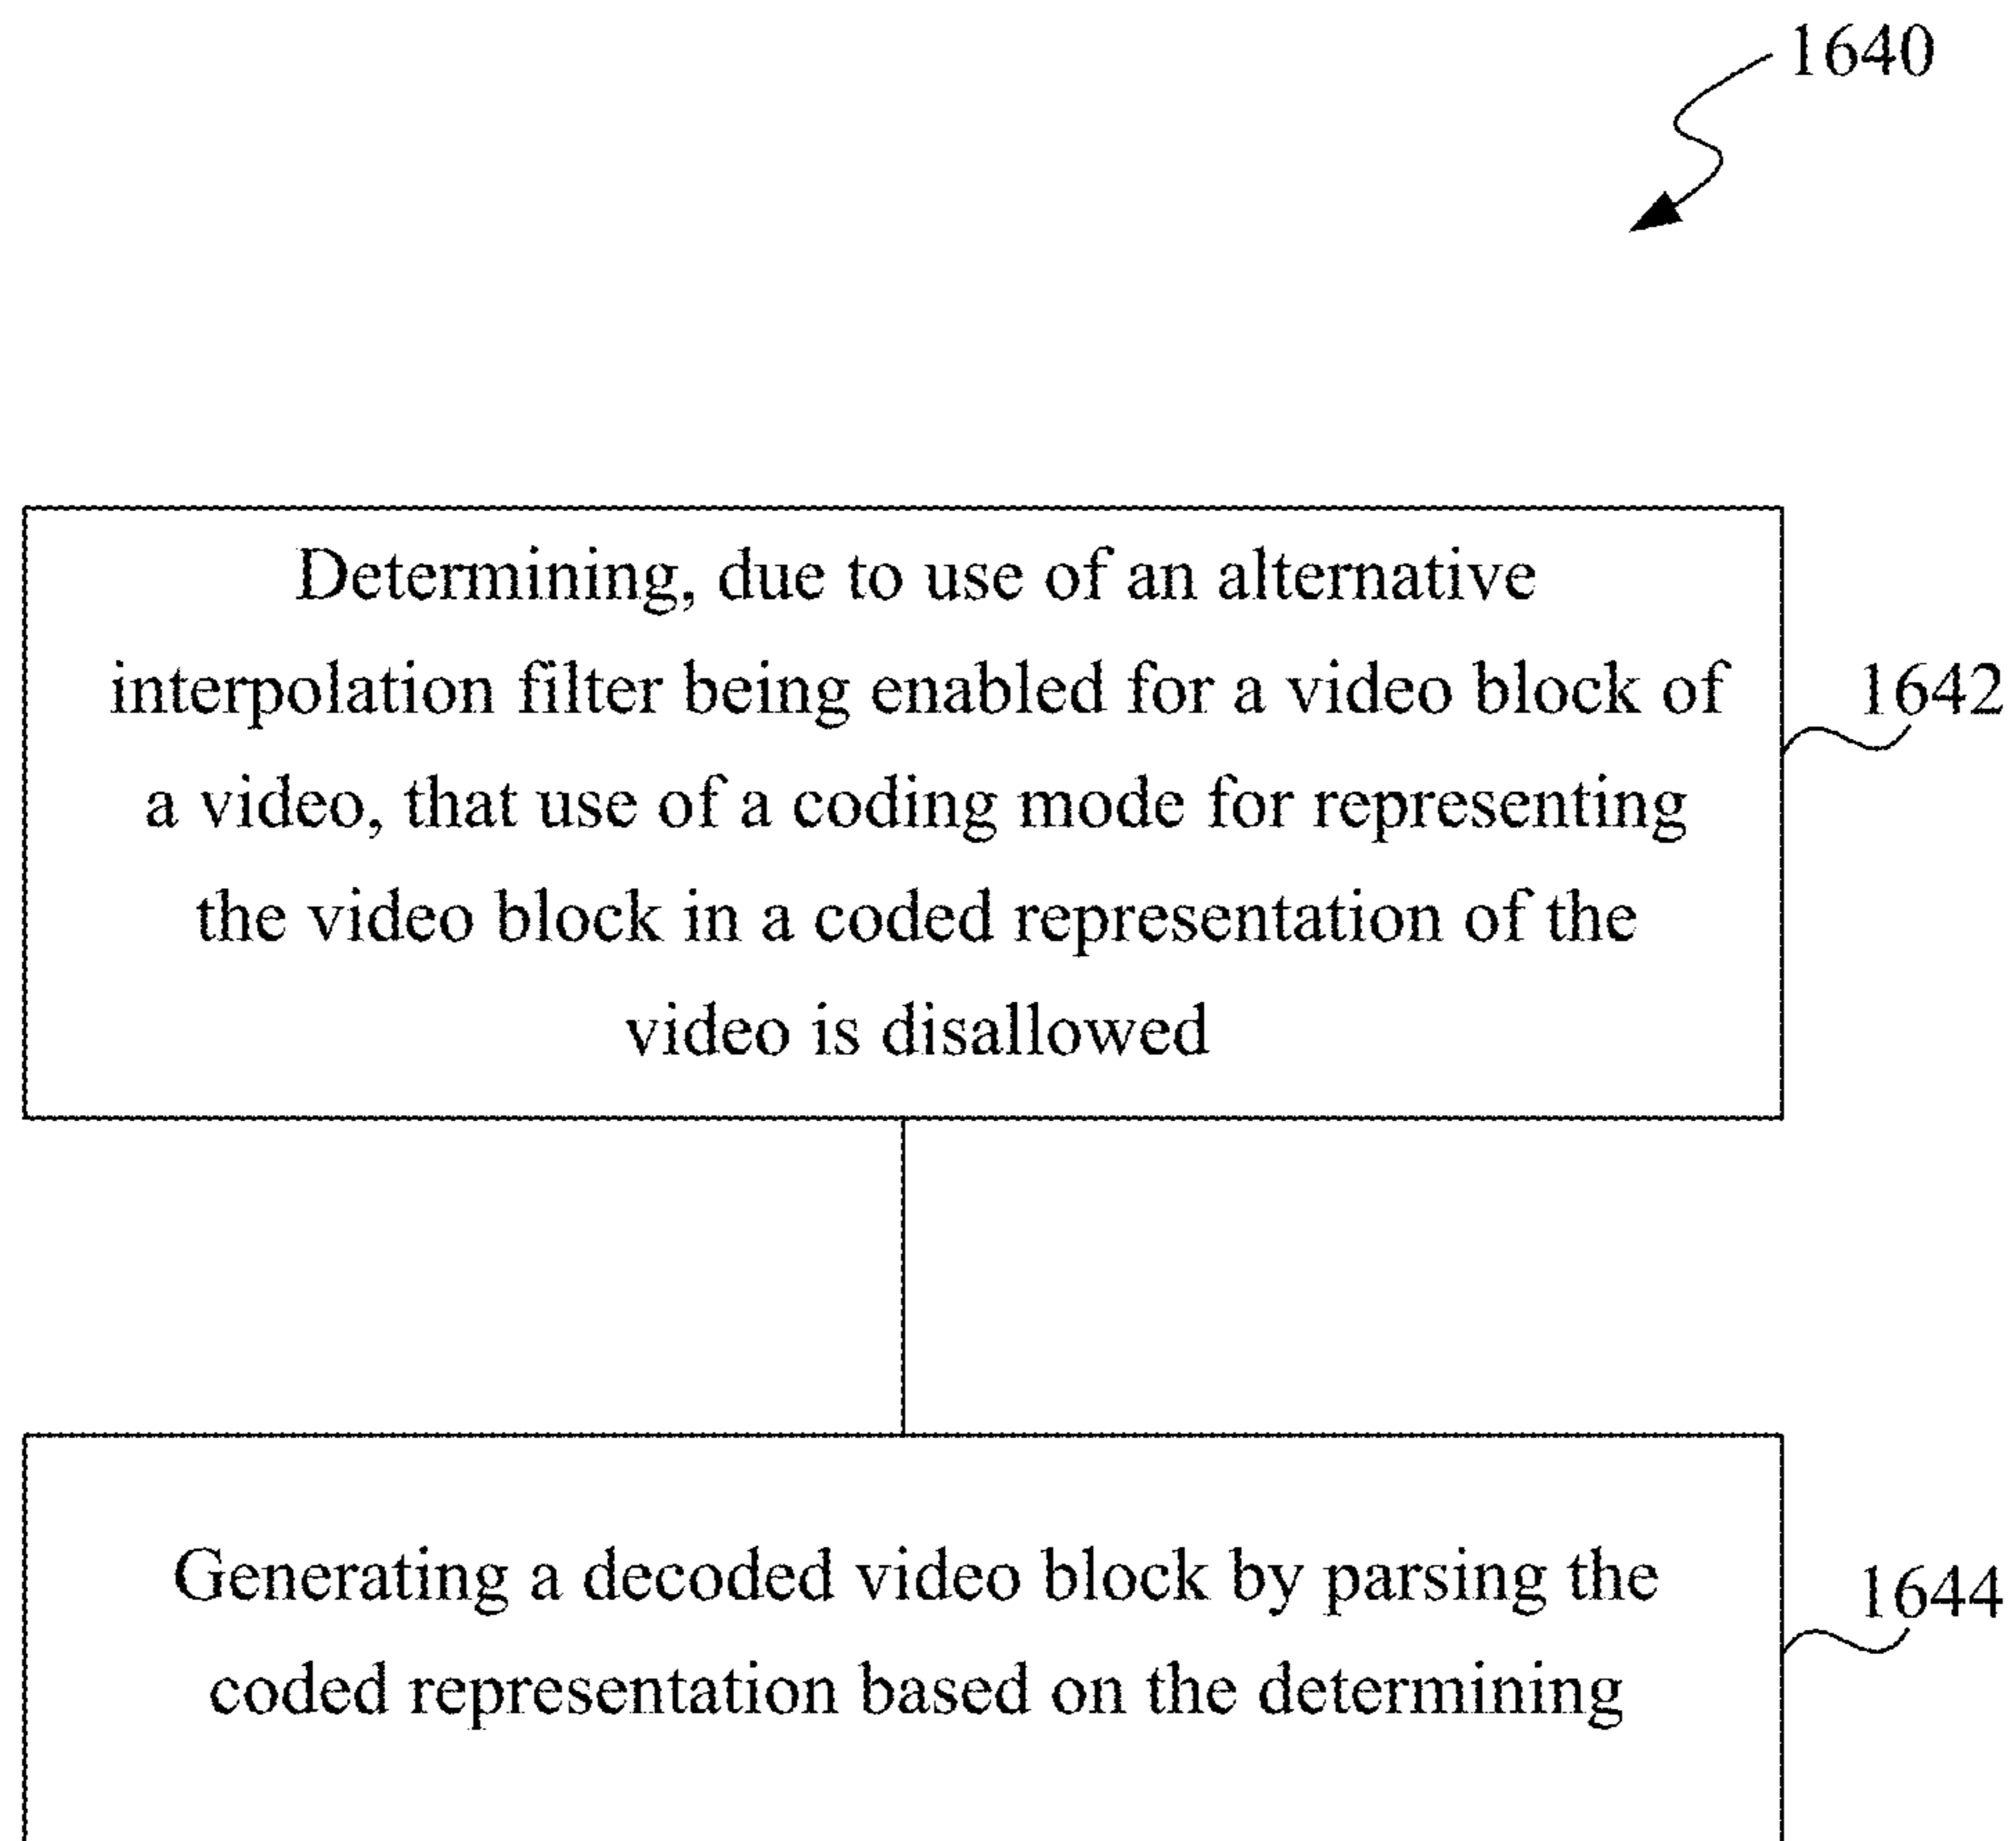 1640
Determining, due to use of an alternative
interpolation filter being enabled for a video block of
a video, that use of a coding mode for representing
the video block in a coded representation of the
video is disallowed
1642
Generating a decoded video block by parsing the
coded representation based on the determining
1644